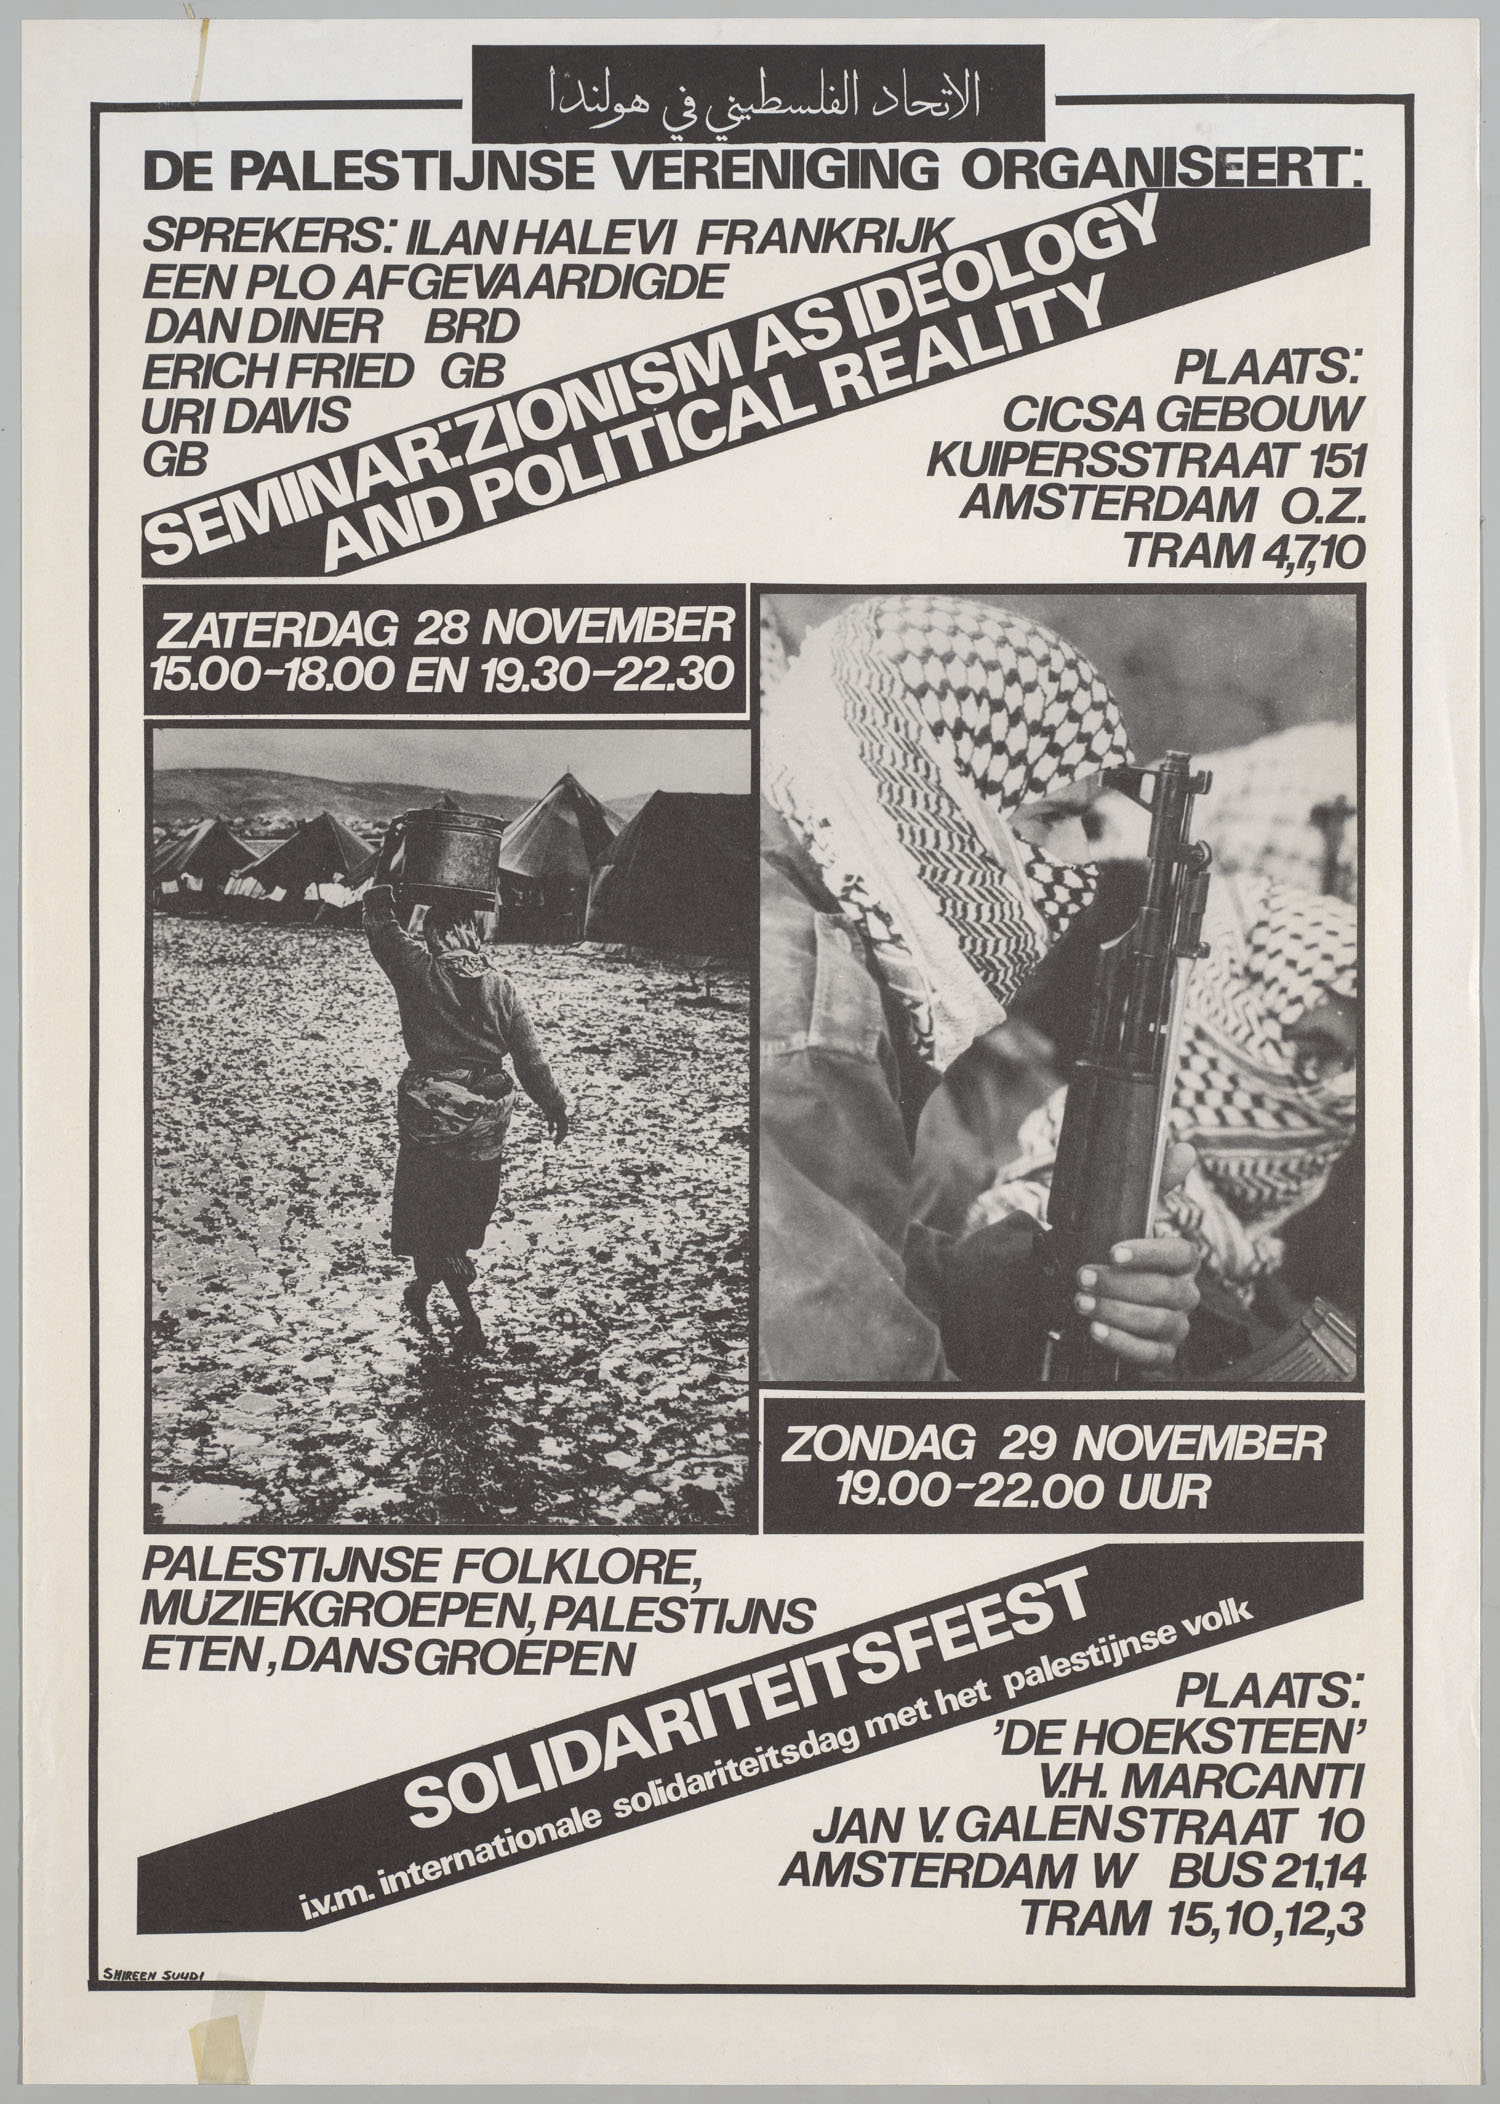 الاتحاد الفلسطيني في هولندا
DE PALESTIJNSE VERENIGING ORGANISEERT:
SPREKERS: ILAN HALEVI FRANKRIJK
EEN PLO AFGEVAARDIGDE
DAN DINER BRD
ERICH FRIED GB
URI DAVIS
GB
SEMINAR: ZIONISM AS IDEOLOGY
AND POLITICAL REALITY
PLAATS:
CICSA GEBOUW
KUIPERSSTRAAT 151
AMSTERDAM O.Z.
TRAM 4,7,10
ZATERDAG 28 NOVEMBER
15.00-18.00 EN 19.30-22.30
ZONDAG 29 NOVEMBER
19.00-22.00 UUR
PALESTIJNSE FOLKLORE,
MUZIEKGROEPEN, PALESTIJNS
ETEN, DANSGROEPEN
SOLIDARITEITSFEEST
i.v.m. internationale solidariteitsdag met het palestijnse volk
PLAATS:
'DE HOEKSTEEN'
V.H. MARCANTI
JAN V. GALENSTRAAT 10
AMSTERDAM W BUS 21,14
TRAM 15,10,12,3
SHIREEN SUUDI